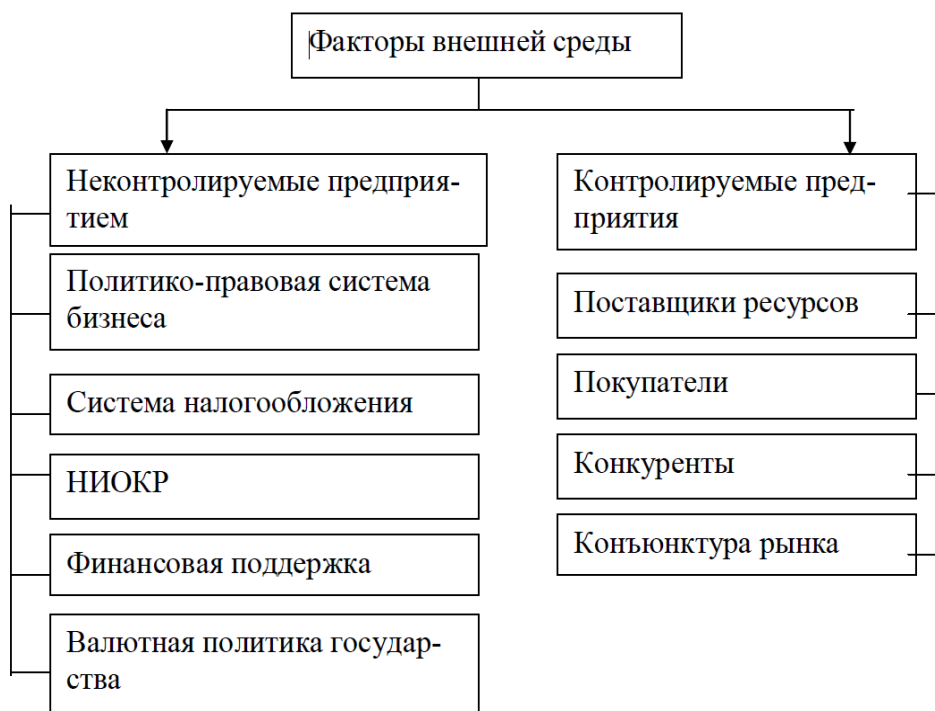 Факторы внешней среды
Неконтролируемые предприя-
тием
Политико-правовая система
бизнеса
Система налогообложения
НИОКР
Финансовая поддержка
Валютная политика государ-
ства
Контролируемые пред-
приятия
Поставщики ресурсов
Покупатели
Конкуренты
Конъюнктура рынка